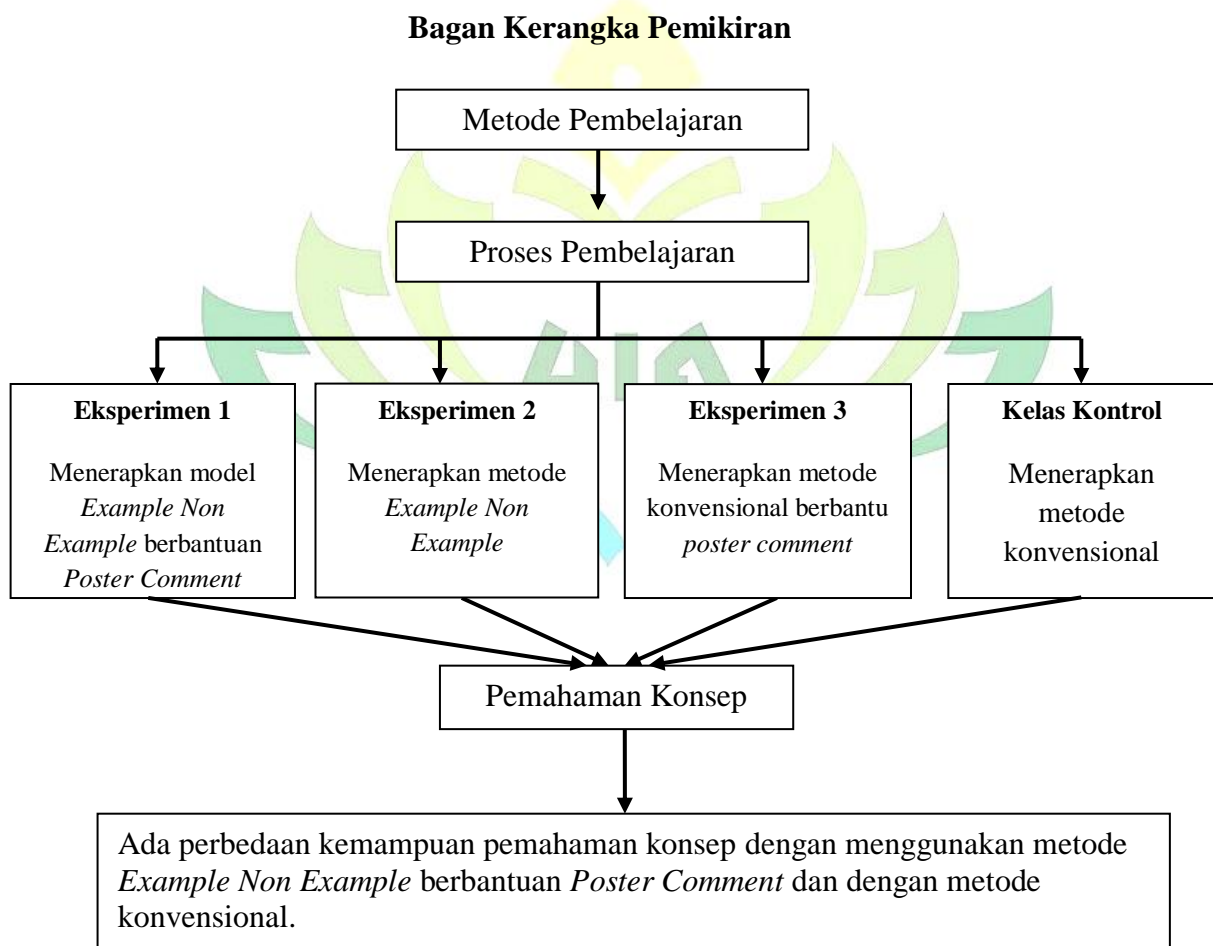 Bagan Kerangka Pemikiran
Metode Pembelajaran
Proses Pembelajaran
Eksperimen 1
Menerapkan model
Example Non
Example berbantuan
Poster Comment
Eksperimen 2
Menerapkan metode
Example Non
Example
Eksperimen 3
Menerapkan metode
konvensional berbantu
poster comment
Kelas Kontrol
Menerapkan
metode
konvensional
Pemahaman Konsep
Ada perbedaan kemampuan pemahaman konsep dengan menggunakan metode
Example Non Example berbantuan Poster Comment dan dengan metode
konvensional.